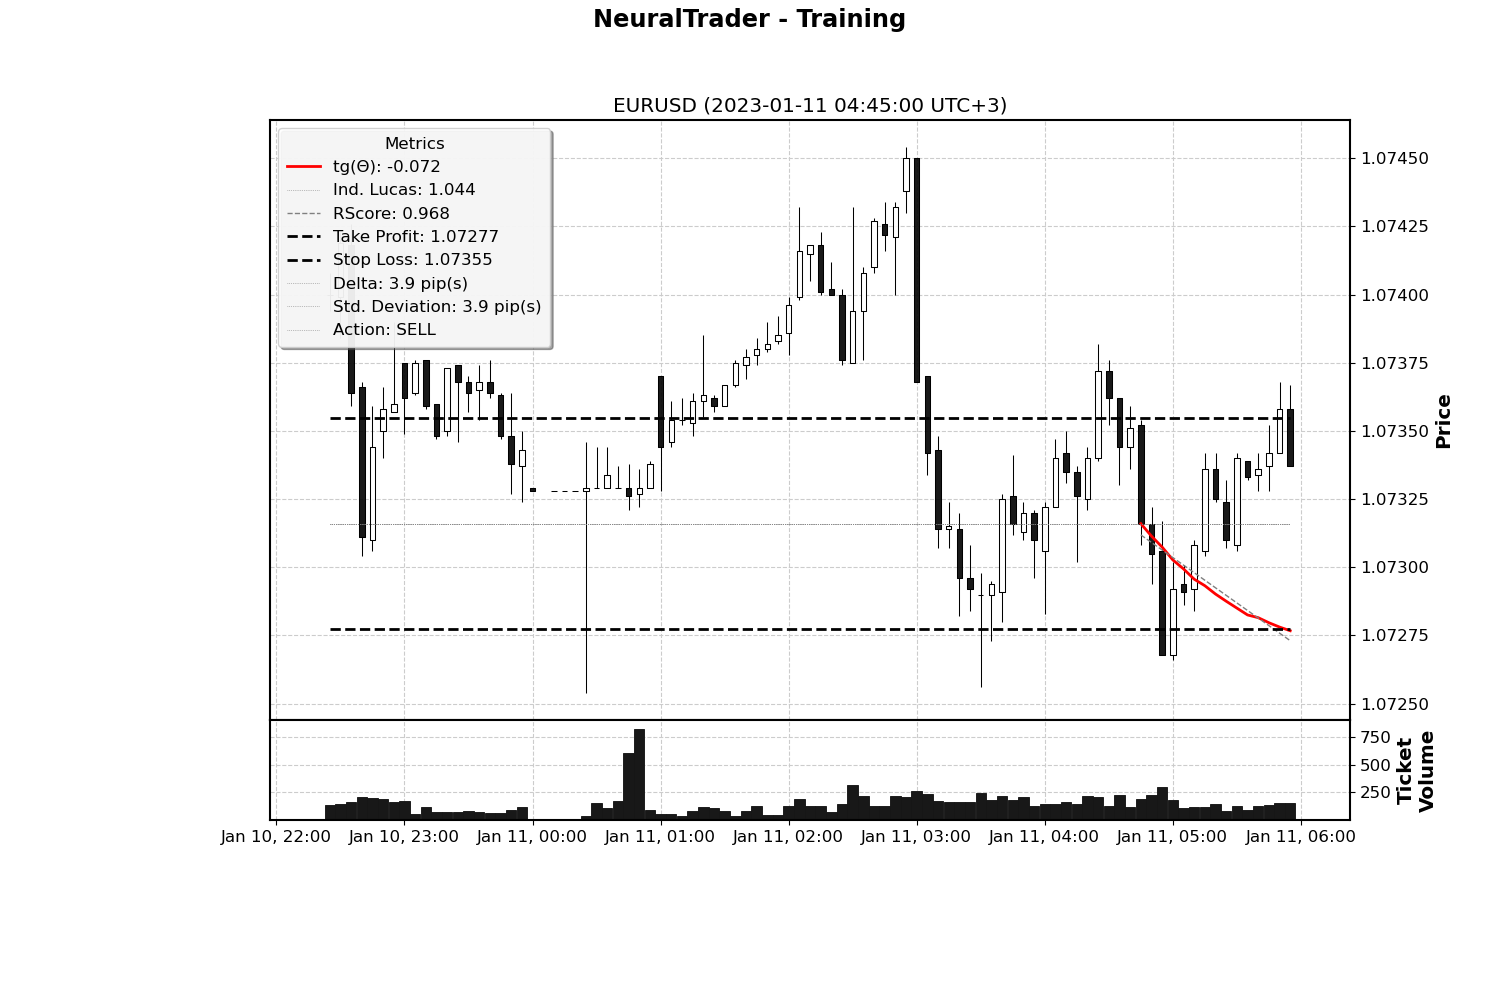 NeuralTrader - Training
EURUSD (2023-01-11 04:45:00 UTC+3)
Metrics
tg(Θ): -0.072
Ind. Lucas: 1.044
RScore: 0.968
Take Profit: 1.07277
Stop Loss: 1.07355
Delta: 3.9 pip(s)
Std. Deviation: 3.9 pip(s)
Action: SELL
1.07450
1.07425
1.07400
1.07375
1.07350
1.07325
1.07300
1.07275
1.07250
Price
750
500
250
Ticket
Volume
Jan 10, 22:00 Jan 10, 23:00 Jan 11, 00:00 Jan 11, 01:00 Jan 11, 02:00 Jan 11, 03:00 Jan 11, 04:00 Jan 11, 05:00 Jan 11, 06:00